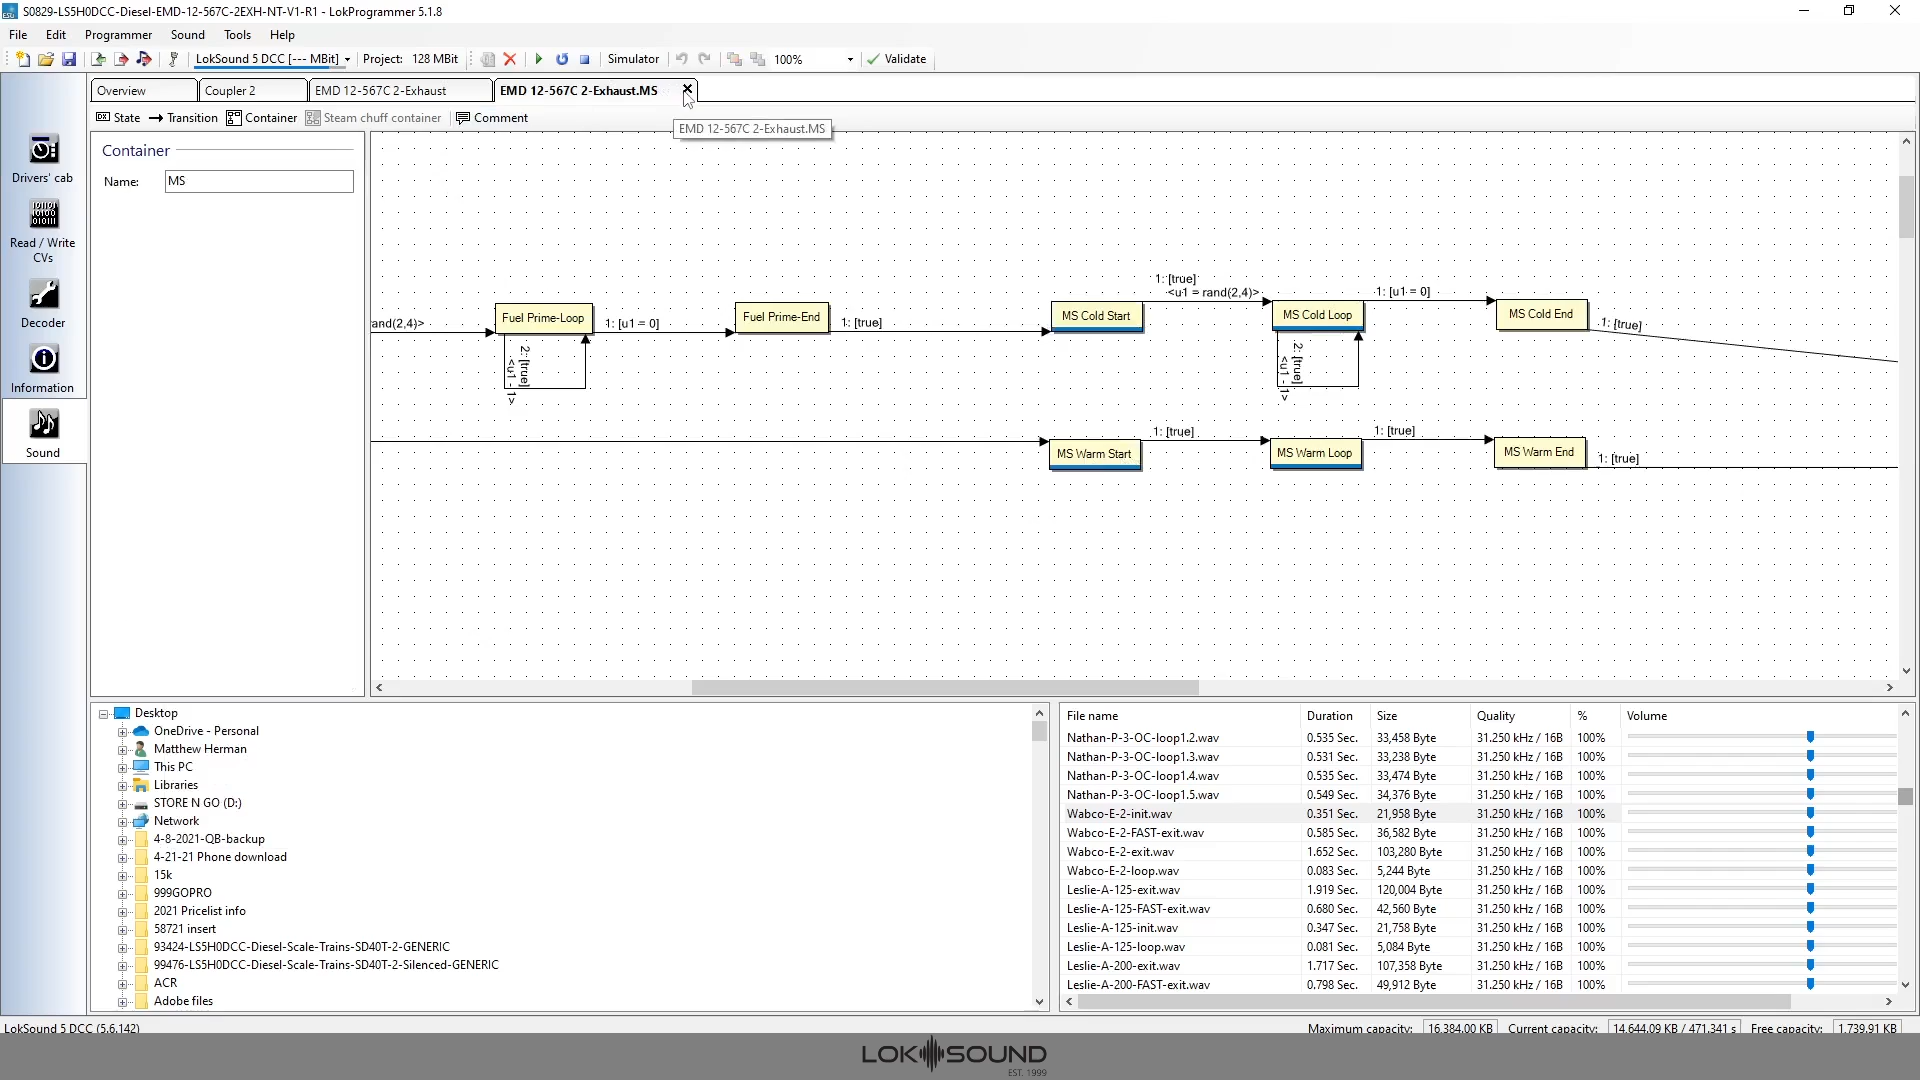 S0829-LS5H0DCC-Diesel-EMD-12-567C-2EXH-NT-V1-R1 - LokProgrammer 5.1.8
File Edit Programmer Sound Tools Help
LokSound 5 DCC [--- MBit] Project: 128 MBit Simulator 100% Validate
Overview Coupler 2 EMD 12-567C 2-Exhaust EMD 12-567C 2-Exhaust.MS
State Transition Container Steam chuff container Comment
EMD 12-567C 2-Exhaust.MS
Container
Name: MS
Drivers' cab
Read / Write
CVs
Decoder
Information
Sound
1: [true]
<u1 = rand(2,4)> 1: [u1 = 0]
and(2,4)> Fuel Prime-Loop 1: [u1 = 0] Fuel Prime-End 1: [true] MS Cold Start MS Cold Loop MS Cold End 1: [true]
2: [true]
<u1 - 1>
2: [true]
<u1 - 1>
1: [true] 1: [true]
MS Warm Start MS Warm Loop MS Warm End 1: [true]
Desktop
OneDrive - Personal
Matthew Herman
This PC
Libraries
STORE N GO (D:)
Network
4-8-2021-QB-backup
4-21-21 Phone download
15k
999GOPRO
2021 Pricelist info
58721 insert
93424-LS5H0DCC-Diesel-Scale-Trains-SD40T-2-GENERIC
99476-LS5H0DCC-Diesel-Scale-Trains-SD40T-2-Silenced-GENERIC
ACR
Adobe files
File name Duration Size Quality % Volume
Nathan-P-3-OC-loop1.2.wav 0.535 Sec. 33,458 Byte 31.250 kHz / 16B 100%
Nathan-P-3-OC-loop1.3.wav 0.531 Sec. 33,238 Byte 31.250 kHz / 16B 100%
Nathan-P-3-OC-loop1.4.wav 0.535 Sec. 33,474 Byte 31.250 kHz / 16B 100%
Nathan-P-3-OC-loop1.5.wav 0.549 Sec. 34,376 Byte 31.250 kHz / 16B 100%
Wabco-E-2-init.wav 0.351 Sec. 21,958 Byte 31.250 kHz / 16B 100%
Wabco-E-2-FAST-exit.wav 0.585 Sec. 36,582 Byte 31.250 kHz / 16B 100%
Wabco-E-2-exit.wav 1.652 Sec. 103,280 Byte 31.250 kHz / 16B 100%
Wabco-E-2-loop.wav 0.083 Sec. 5,244 Byte 31.250 kHz / 16B 100%
Leslie-A-125-exit.wav 1.919 Sec. 120,004 Byte 31.250 kHz / 16B 100%
Leslie-A-125-FAST-exit.wav 0.680 Sec. 42,560 Byte 31.250 kHz / 16B 100%
Leslie-A-125-init.wav 0.347 Sec. 21,758 Byte 31.250 kHz / 16B 100%
Leslie-A-125-loop.wav 0.081 Sec. 5,084 Byte 31.250 kHz / 16B 100%
Leslie-A-200-exit.wav 1.717 Sec. 107,358 Byte 31.250 kHz / 16B 100%
Leslie-A-200-FAST-exit.wav 0.798 Sec. 49,912 Byte 31.250 kHz / 16B 100%
LokSound 5 DCC (5.6.142) Maximum capacity: 16,384.00 KB Current capacity: 14,644.09 KB / 471.341 s Free capacity: 1,739.91 KB
LOKSOUND
EST. 1999